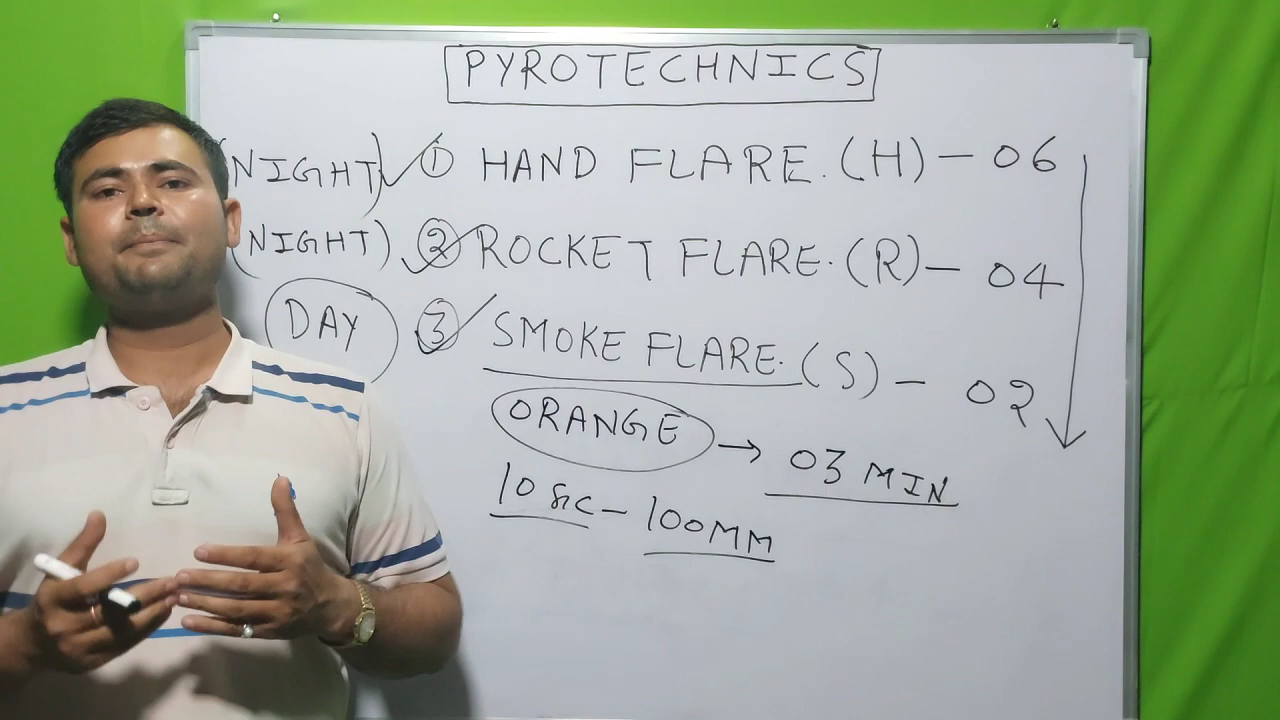 PYROTECHNICS
(NIGHT) ✓ ① HAND FLARE. (H) - 06
(NIGHT) ② ROCKET FLARE. (R) - 04
DAY ③ SMOKE FLARE. (S) - 02
ORANGE → 03 MIN
10 sec - 100MM